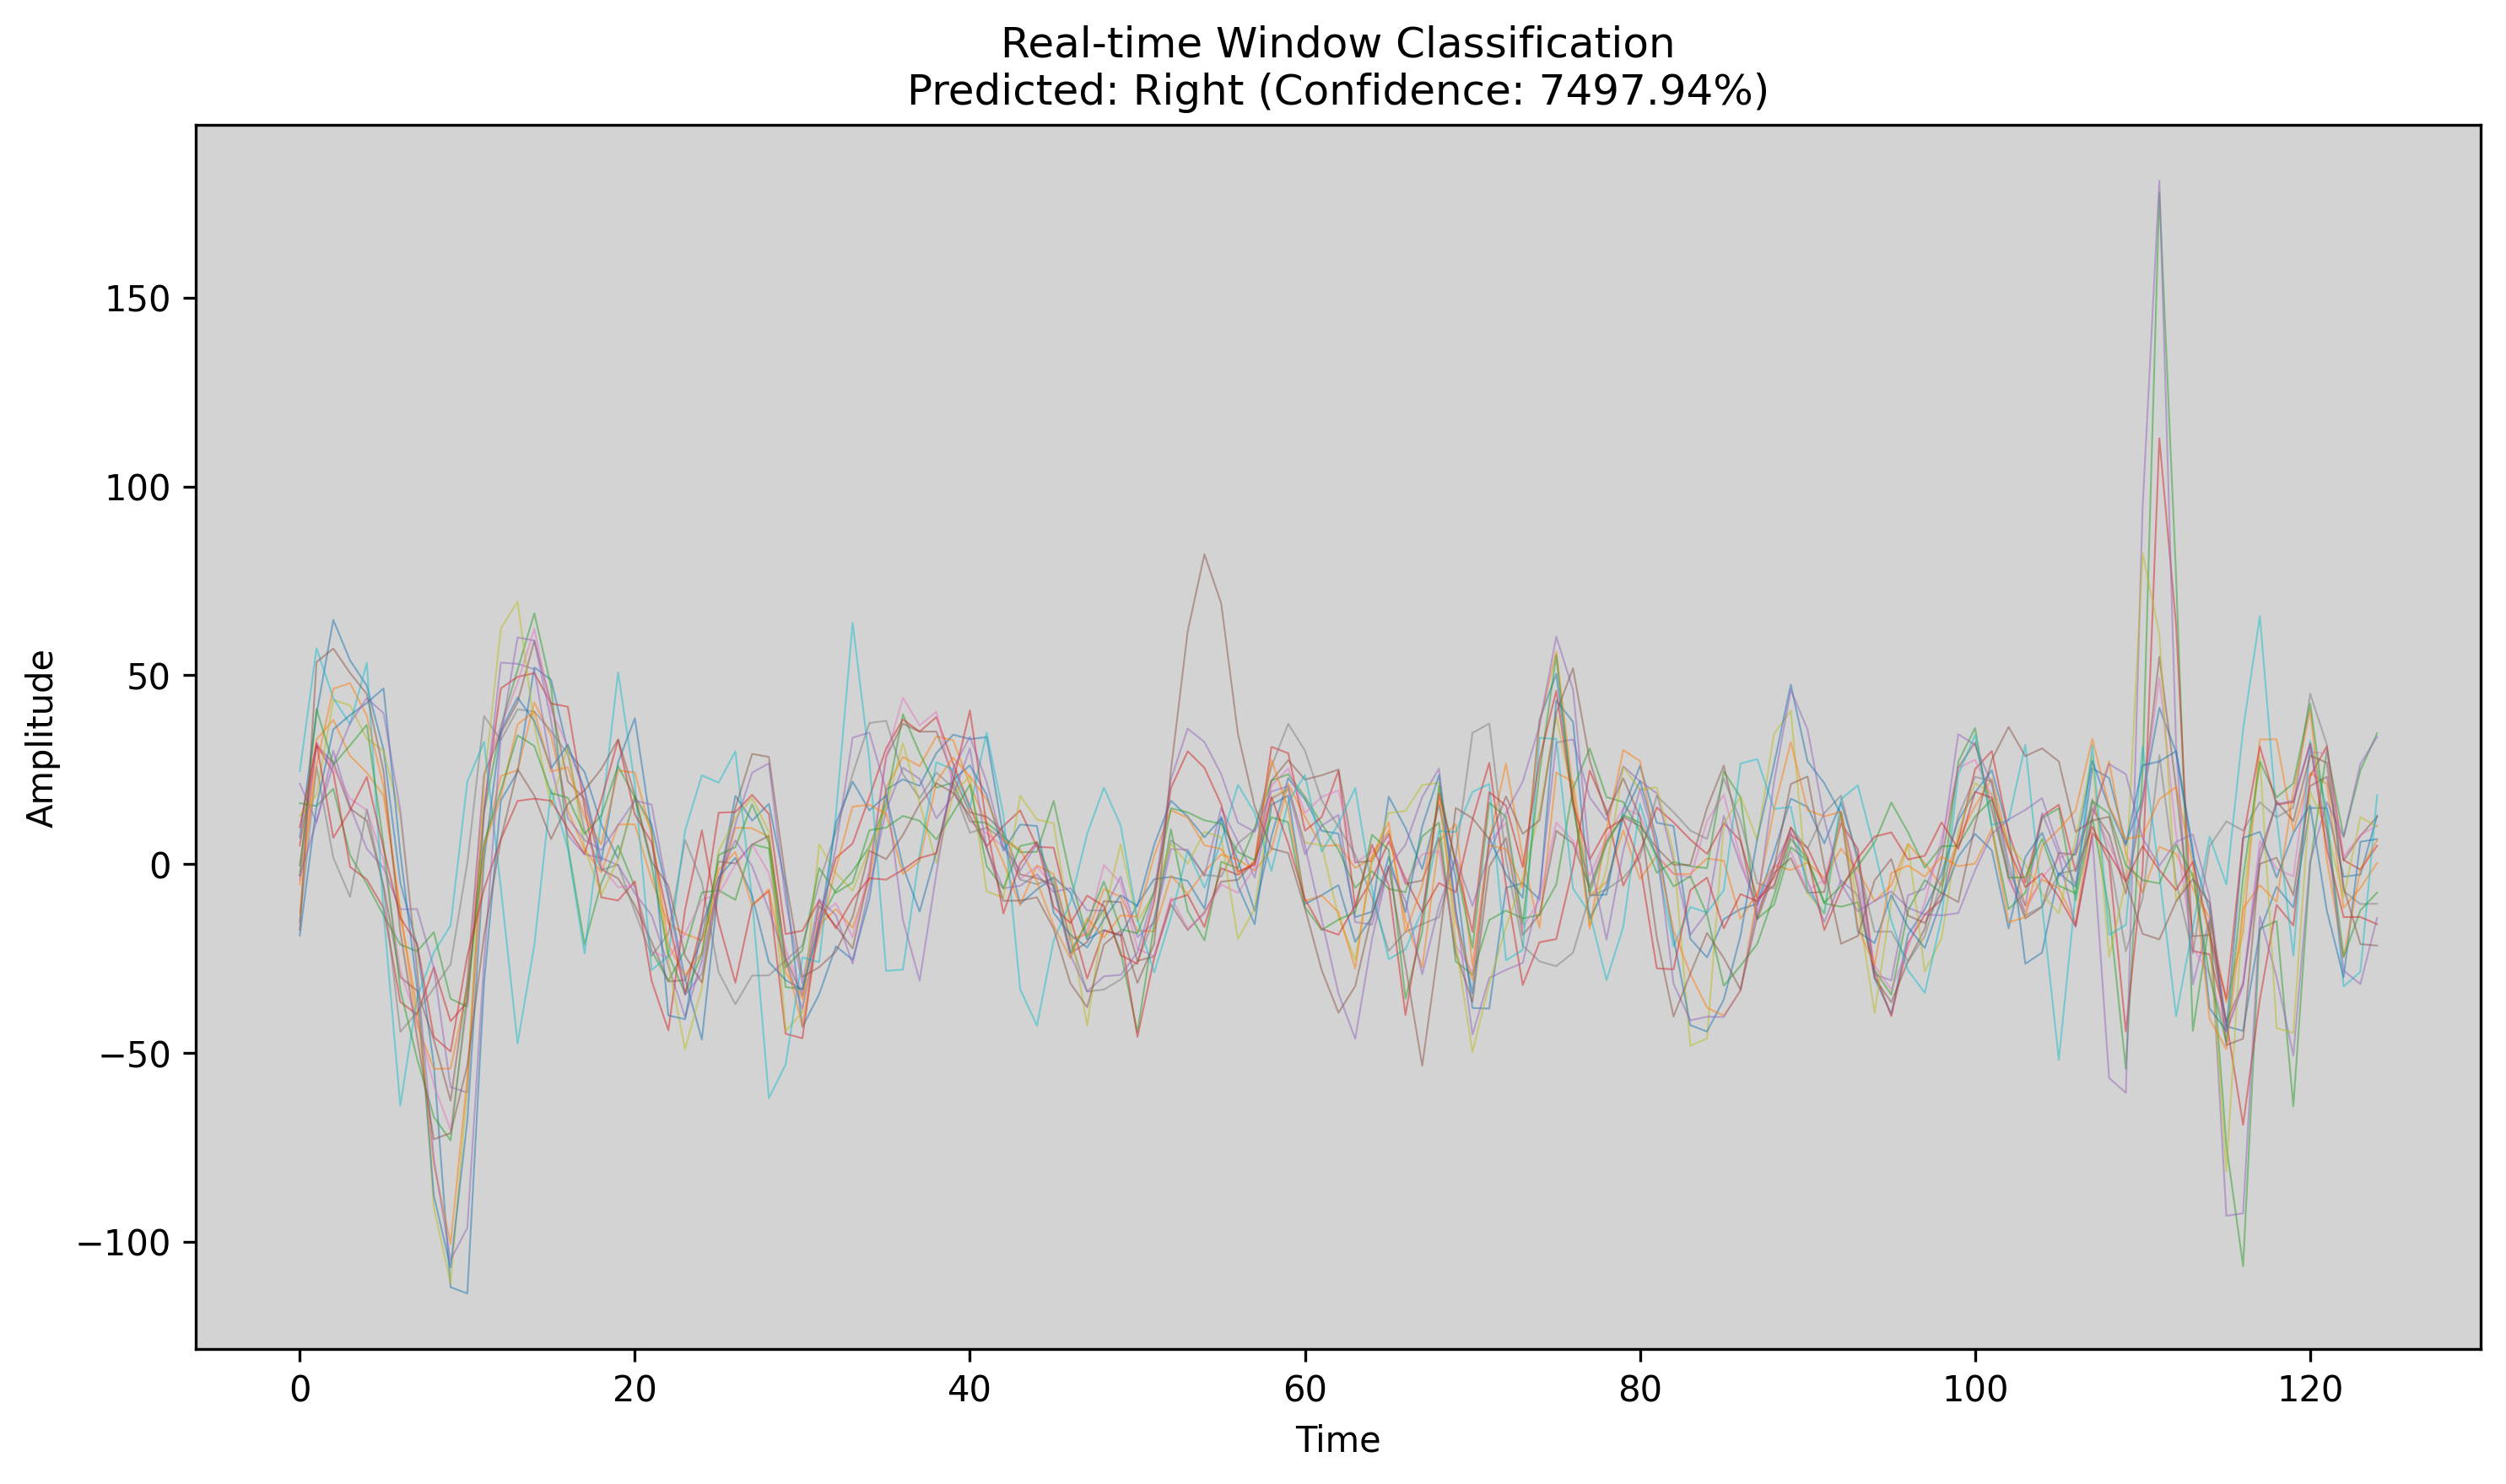 Real-time Window Classification
Predicted: Right (Confidence: 7497.94%)
Amplitude
150
100
50
0
−50
−100
0 20 40 60 80 100 120
Time